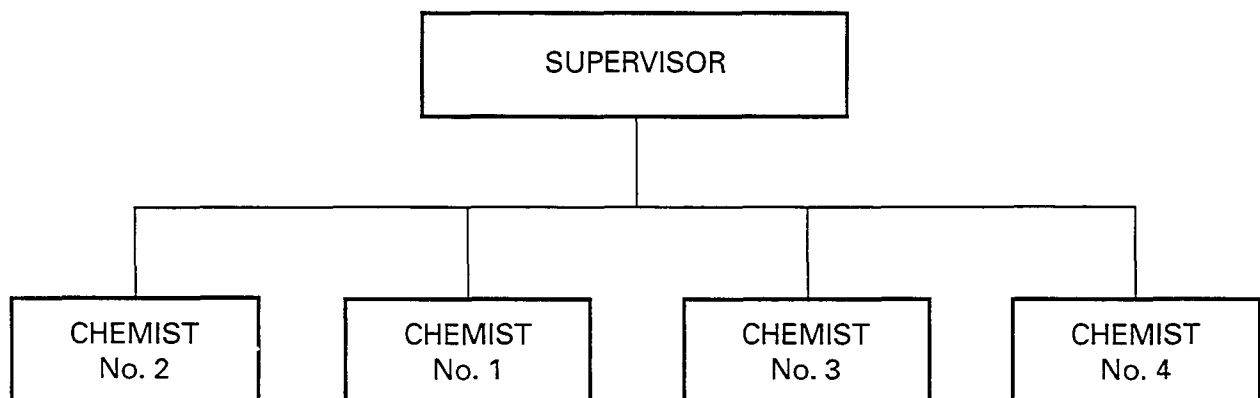 SUPERVISOR
CHEMIST
No. 2
CHEMIST
No. 1
CHEMIST
No. 3
CHEMIST
No. 4